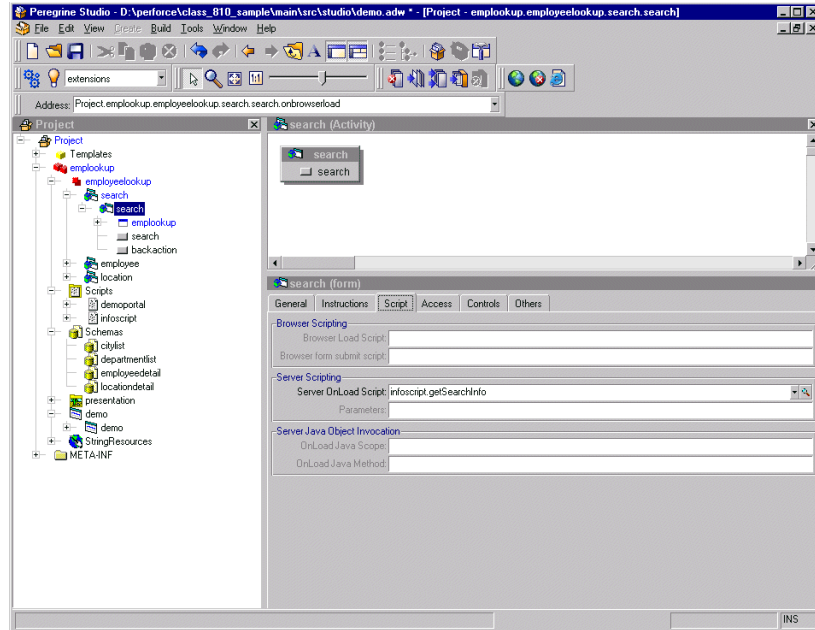 Peregrine Studio - D:\perforce\class_810_sample\main\src\studio\demo.adw * - [Project - emplookup.employeelookup.search.search]
File Edit View Create Build Tools Window Help
A
extensions
1:1
Address: Project.emplookup.employeelookup.search.search.onbrowserload
Project
Project
Templates
emplookup
employeelookup
search
search
emplookup
search
backaction
employee
location
Scripts
demoportal
infoscript
Schemas
citylist
departmentlist
employeedetail
locationdetail
presentation
demo
demo
StringResources
META-INF
search (Activity)
search
search
search (form)
General Instructions Script Access Controls Others
Browser Scripting
Browser Load Script:
Browser form submit script:
Server Scripting
Server OnLoad Script: infoscript.getSearchInfo
Parameters:
Server Java Object Invocation
OnLoad Java Scope:
OnLoad Java Method:
INS